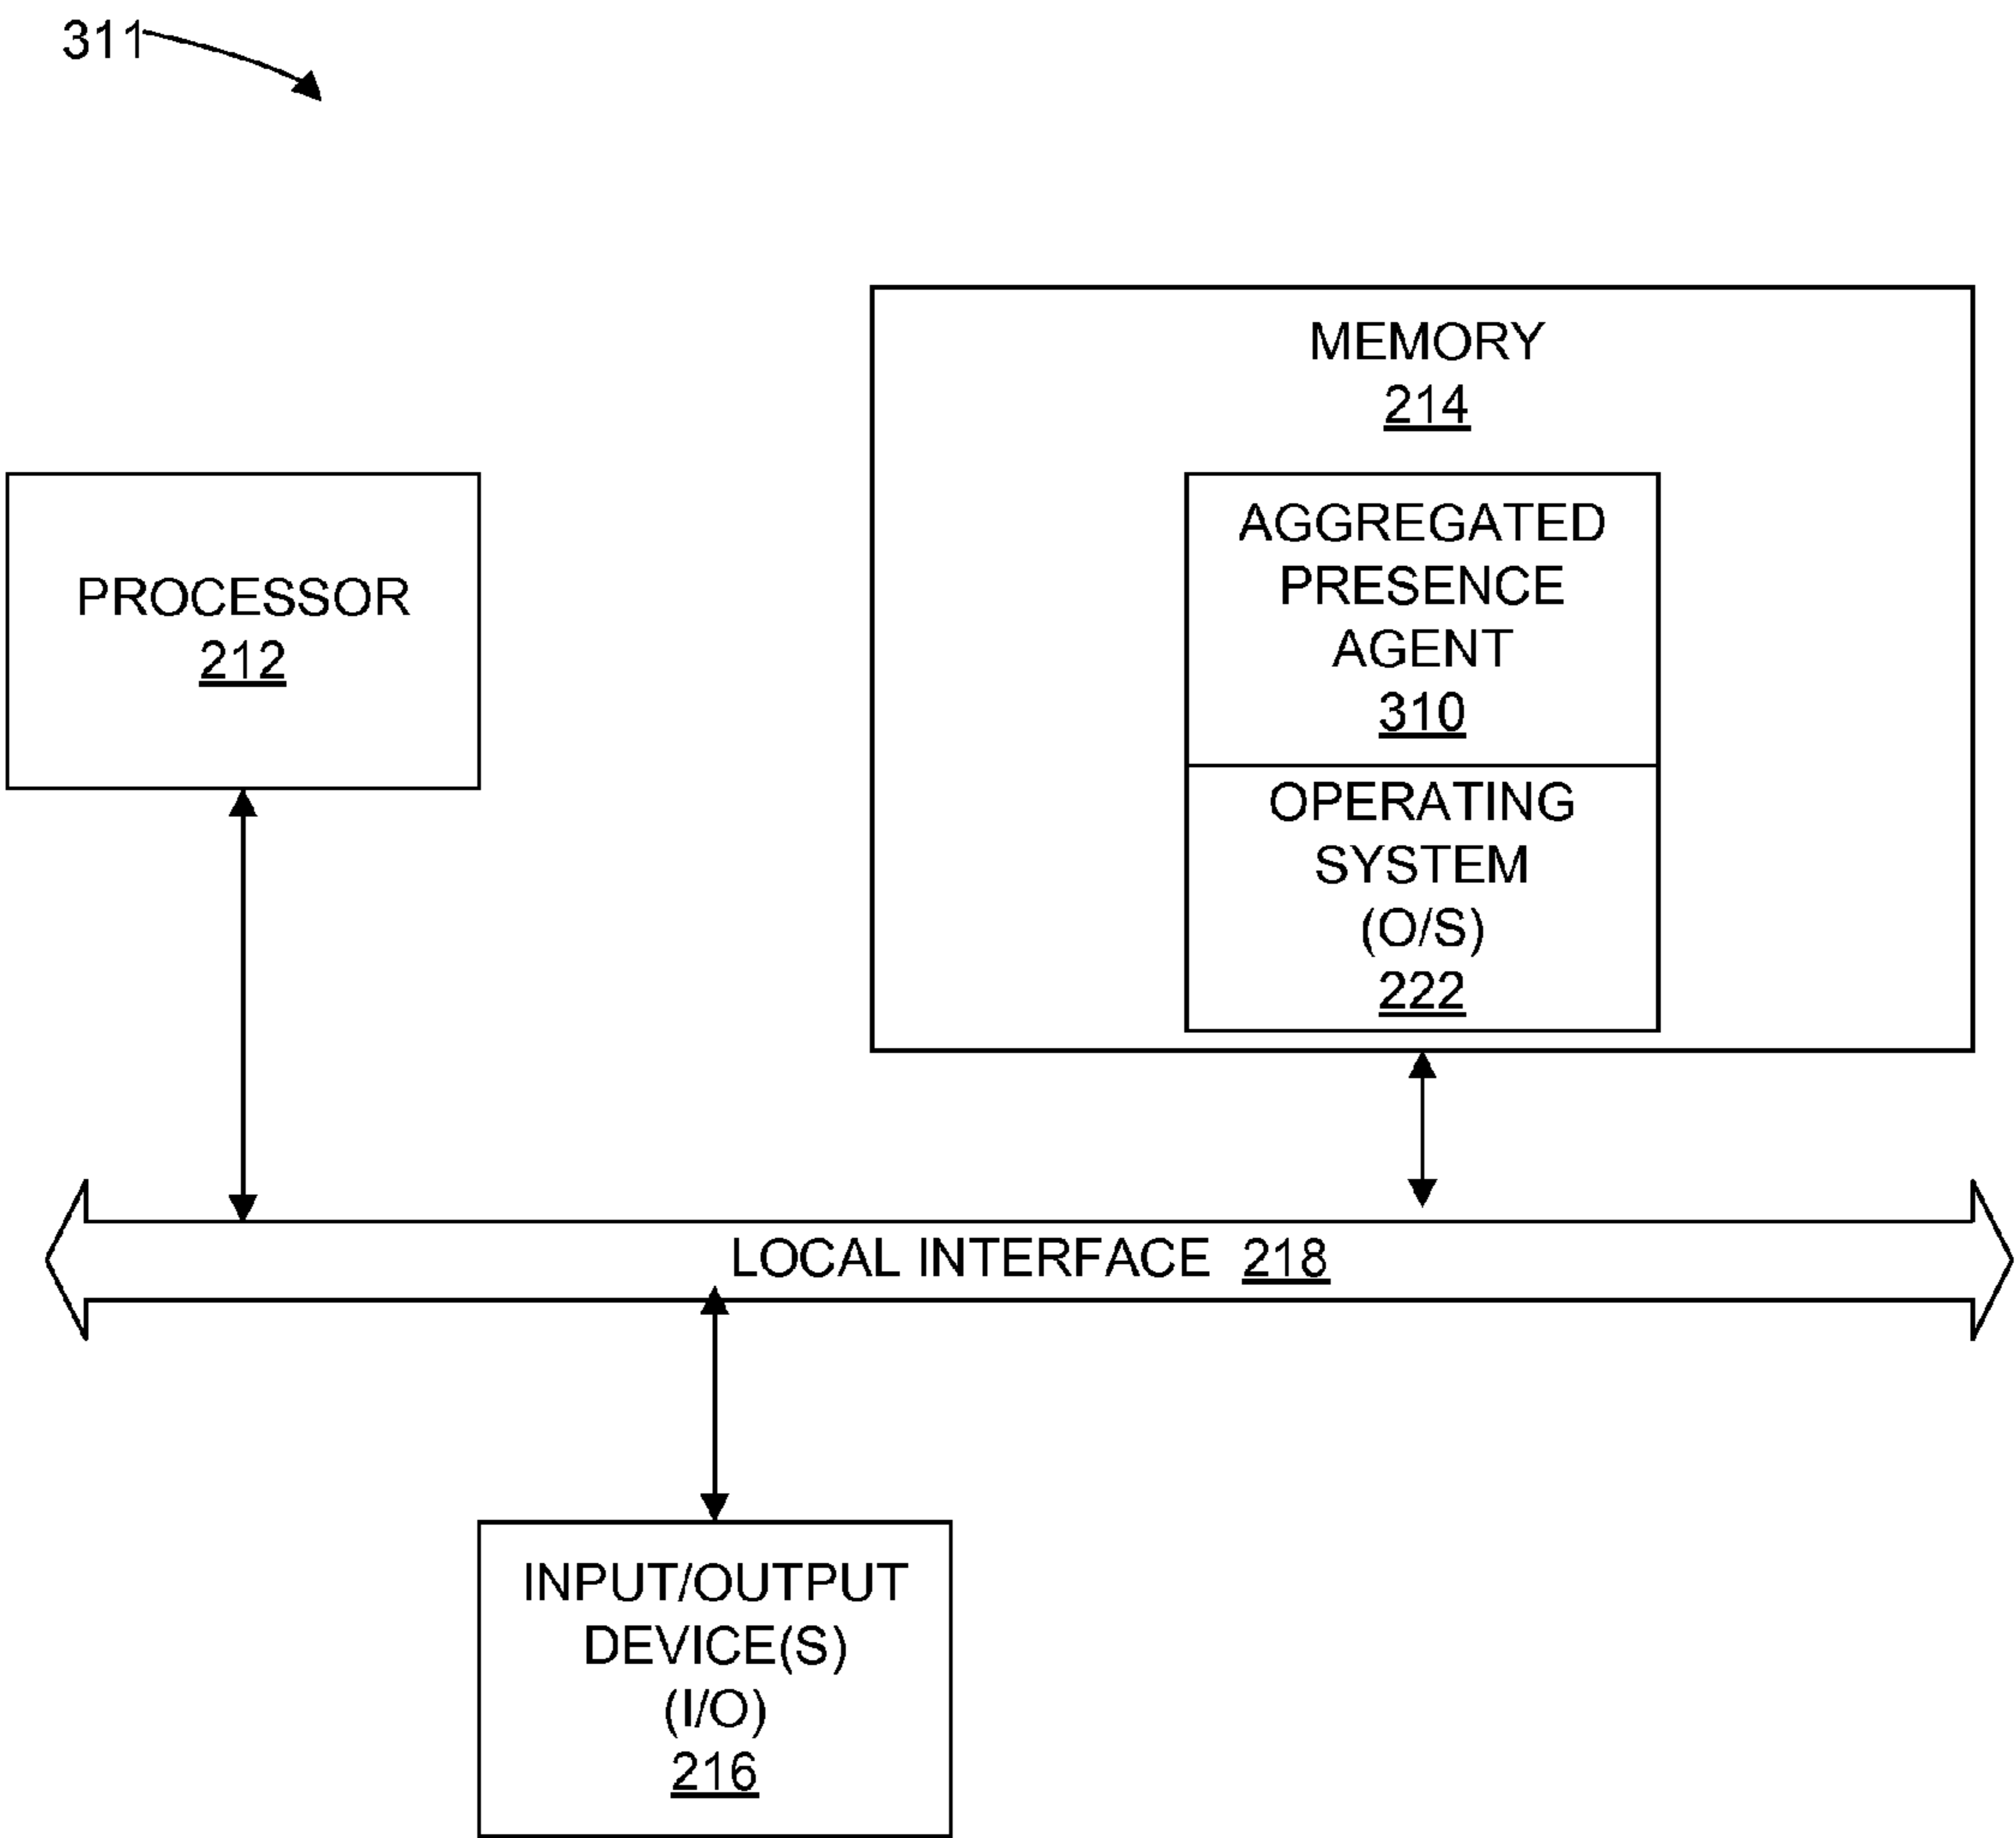 311
MEMORY
214
AGGREGATED
PRESENCE
AGENT
310
PROCESSOR
212
OPERATING
SYSTEM
(O/S)
222
LOCAL INTERFACE 218
INPUT/OUTPUT
DEVICE(S)
(I/O)
216